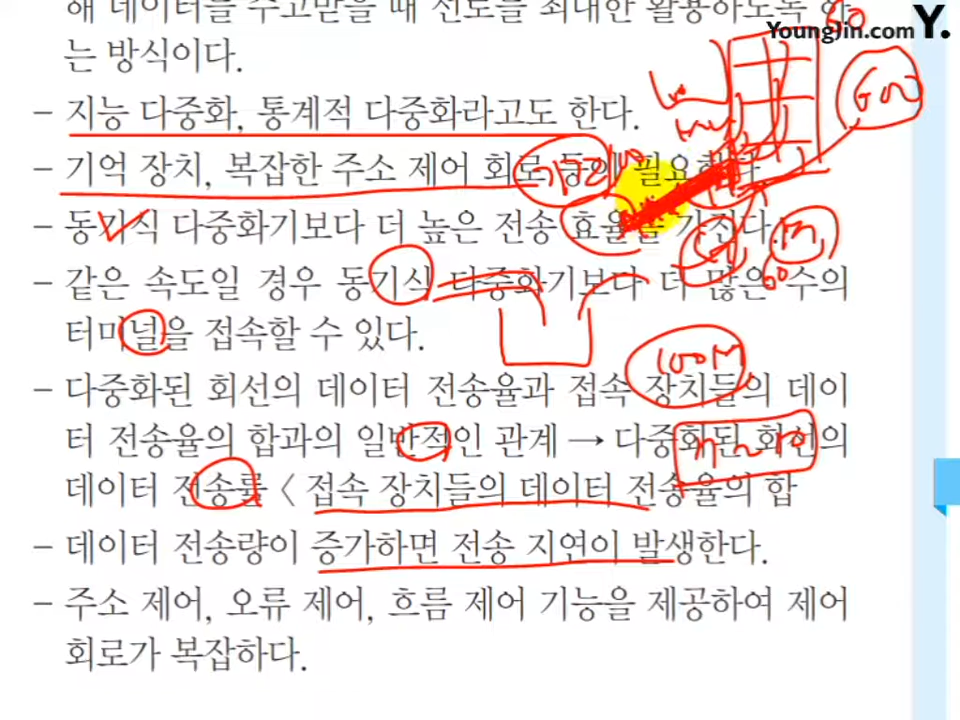 해 데이터를 주고받을 때 선로를 최대한 활용하도록 하
Younglin.com Y.
는 방식이다.
– 지능 다중화, 통계적 다중화라고도 한다.
– 기억 장치, 복잡한 주소 제어 회로 등이 필요하다.
– 동기식 다중화기보다 더 높은 전송 효율을 가진다.
– 같은 속도일 경우 동기식 다중화기보다 더 많은 수의
터미널을 접속할 수 있다.
100M
– 다중화된 회선의 데이터 전송율과 접속 장치들의 데이
터 전송율의 합과의 일반적인 관계 → 다중화된 회선의
데이터 전송률 < 접속 장치들의 데이터 전송율의 합
– 데이터 전송량이 증가하면 전송 지연이 발생한다.
– 주소 제어, 오류 제어, 흐름 제어 기능을 제공하여 제어
회로가 복잡하다.